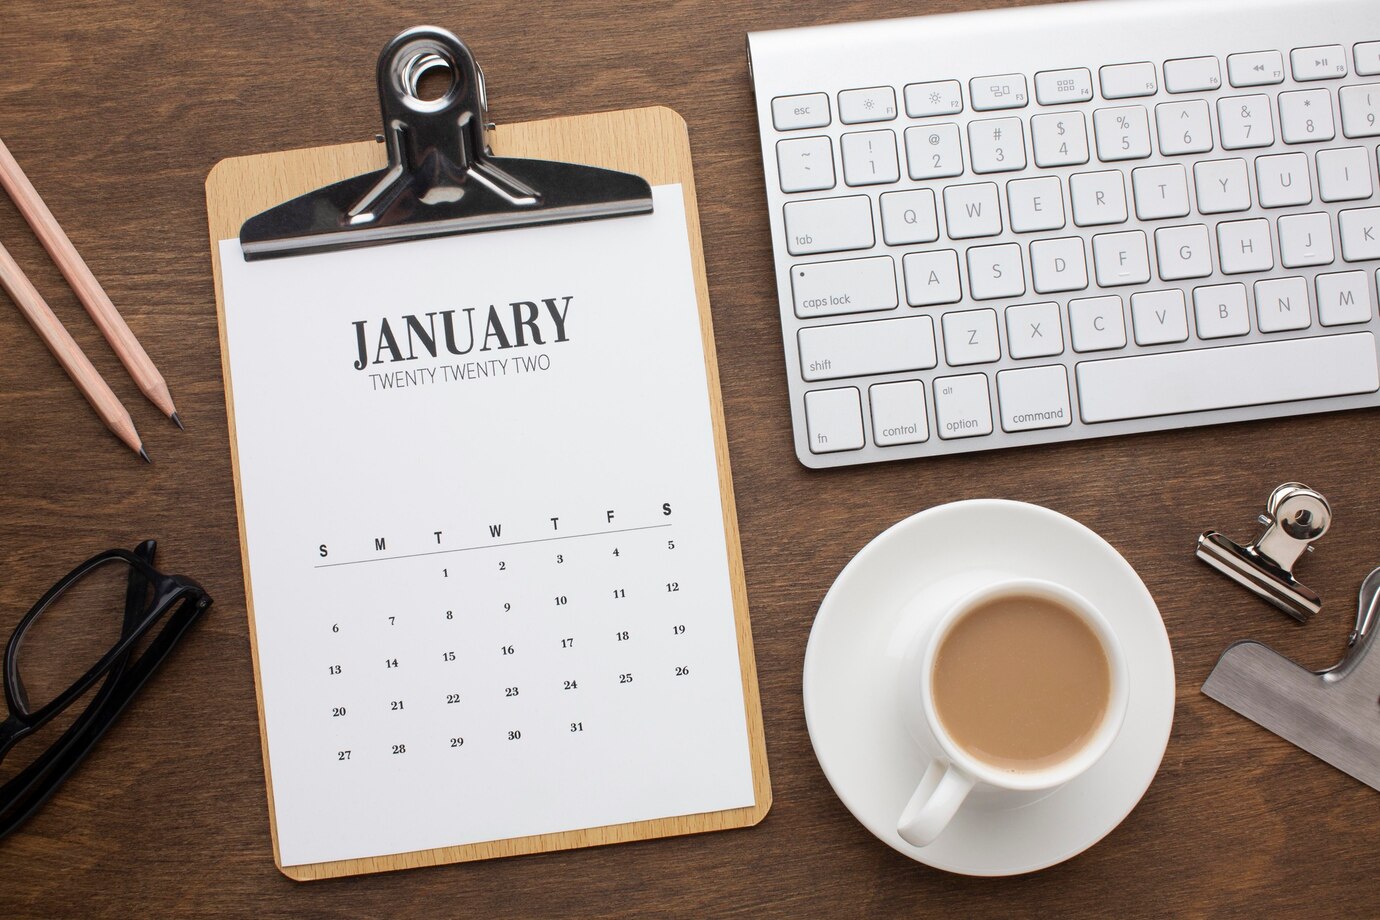 JANUARY
TWENTY TWENTY TWO
S M T W T F S
1 2 3 4 5
6 7 8 9 10 11 12
13 14 15 16 17 18 19
20 21 22 23 24 25 26
27 28 29 30 31
esc F1 F2 F3 F4 F5 F6 F7 F8
~ ! @ # $ % ^ & * (
` 1 2 3 4 5 6 7 8 9
tab Q W E R T Y U I
caps lock A S D F G H J K
shift Z X C V B N M
alt
fn control option command